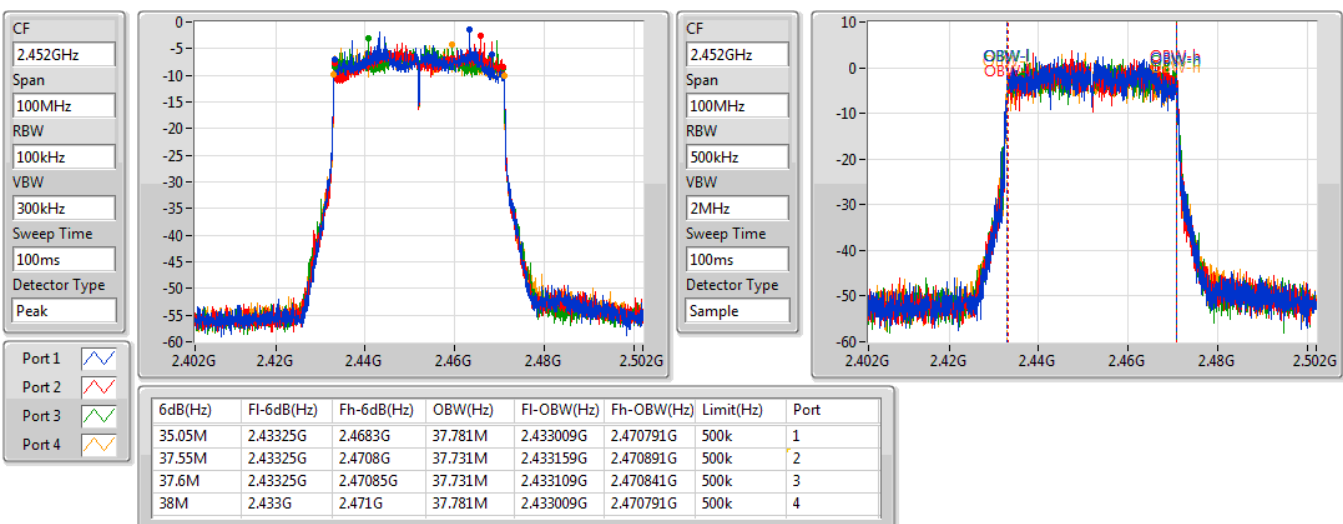 CF
2.452GHz
Span
100MHz
RBW
100kHz
VBW
300kHz
Sweep Time
100ms
Detector Type
Peak
0
-5
-10
-15
-20
-25
-30
-35
-40
-45
-50
-55
-60
2.402G 2.42G 2.44G 2.46G 2.48G 2.502G
CF
2.452GHz
Span
100MHz
RBW
500kHz
VBW
2MHz
Sweep Time
100ms
Detector Type
Sample
10
0
-10
-20
-30
-40
-50
-60
OBW-l OBW-h
2.402G 2.42G 2.44G 2.46G 2.48G 2.502G
Port 1
Port 2
Port 3
Port 4
6dB(Hz) Fl-6dB(Hz) Fh-6dB(Hz) OBW(Hz) Fl-OBW(Hz) Fh-OBW(Hz) Limit(Hz) Port
35.05M 2.43325G 2.4683G 37.781M 2.433009G 2.470791G 500k 1
37.55M 2.43325G 2.4708G 37.731M 2.433159G 2.470891G 500k 2
37.6M 2.43325G 2.47085G 37.731M 2.433109G 2.470841G 500k 3
38M 2.433G 2.471G 37.781M 2.433009G 2.470791G 500k 4